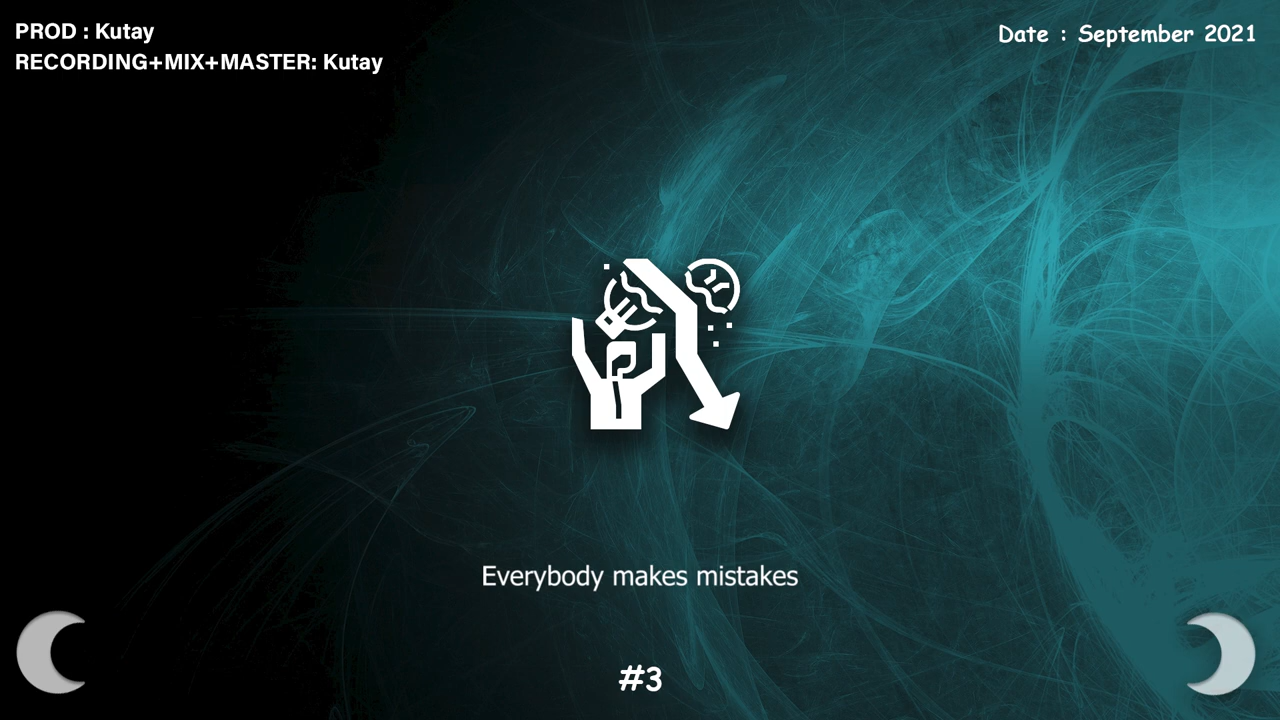 PROD : Kutay
RECORDING+MIX+MASTER: Kutay
Date : September 2021
Everybody makes mistakes
#3